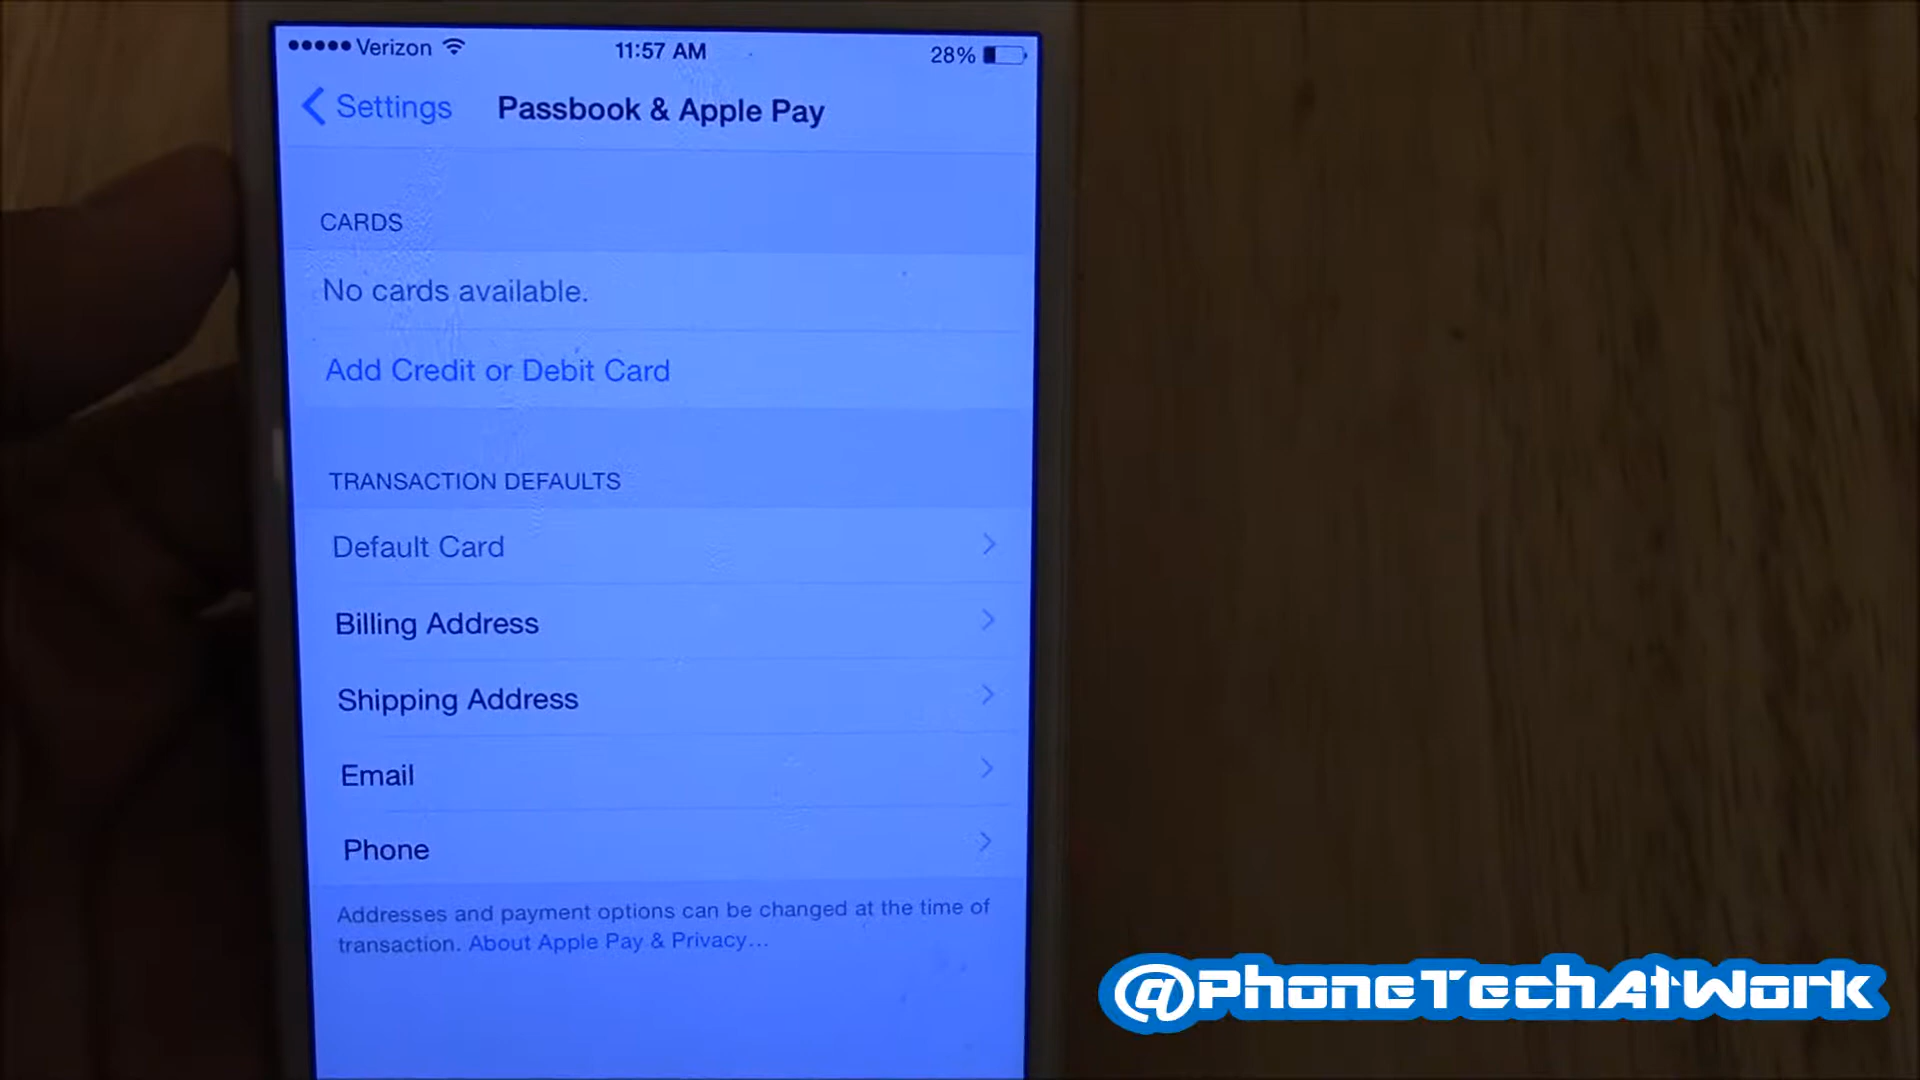 Verizon 11:57 AM 28%
Settings Passbook & Apple Pay
CARDS
No cards available.
Add Credit or Debit Card
TRANSACTION DEFAULTS
Default Card
Billing Address
Shipping Address
Email
Phone
Addresses and payment options can be changed at the time of
transaction. About Apple Pay & Privacy...
@PhoneTechAtWork